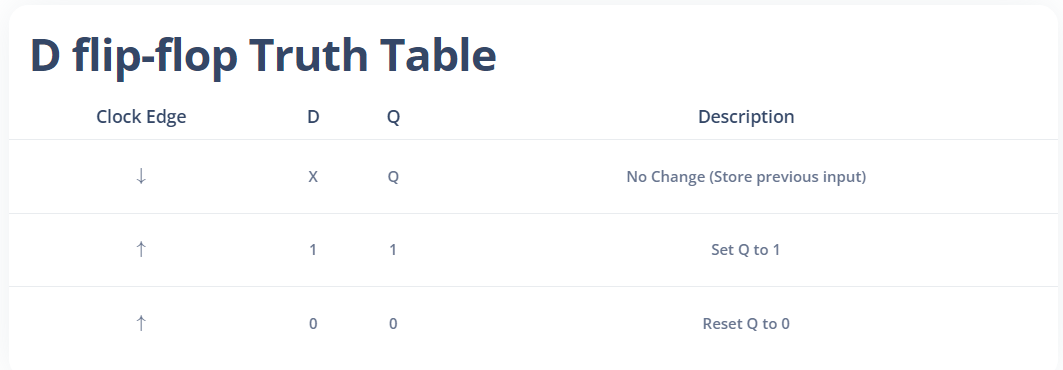 D flip-flop Truth Table
Clock Edge D Q Description
↓ X Q No Change (Store previous input)
↑ 1 1 Set Q to 1
↑ 0 0 Reset Q to 0